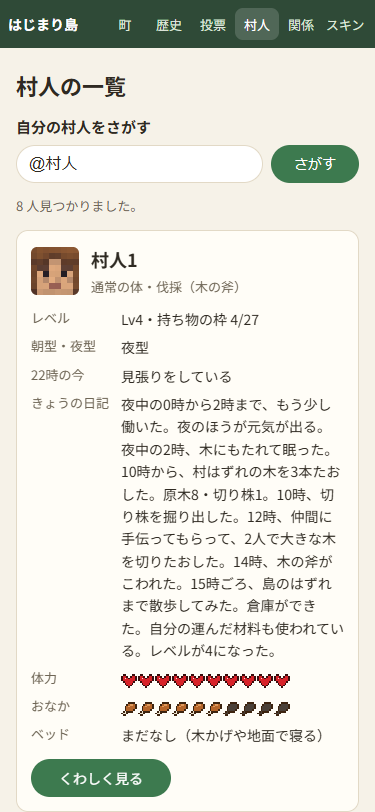 はじまり島 町 歴史 投票 村人 関係 スキン
村人の一覧
自分の村人をさがす
@村人 さがす
8 人見つかりました。
村人1
通常の体・伐採（木の斧）
レベル Lv4・持ち物の枠 4/27
朝型・夜型 夜型
22時の今 見張りをしている
きょうの日記 夜中の0時から2時まで、もう少し
働いた。夜のほうが元気が出る。
夜中の2時、木にもたれて眠った。
10時から、村はずれの木を3本たお
した。原木8・切り株1。10時、切
り株を掘り出した。12時、仲間に
手伝ってもらって、2人で大きな木
を切りたおした。14時、木の斧が
こわれた。15時ごろ、島のはずれ
まで散歩してみた。倉庫ができ
た。自分の運んだ材料も使われてい
る。レベルが4になった。
体力
おなか
ベッド まだなし（木かげや地面で寝る）
くわしく見る